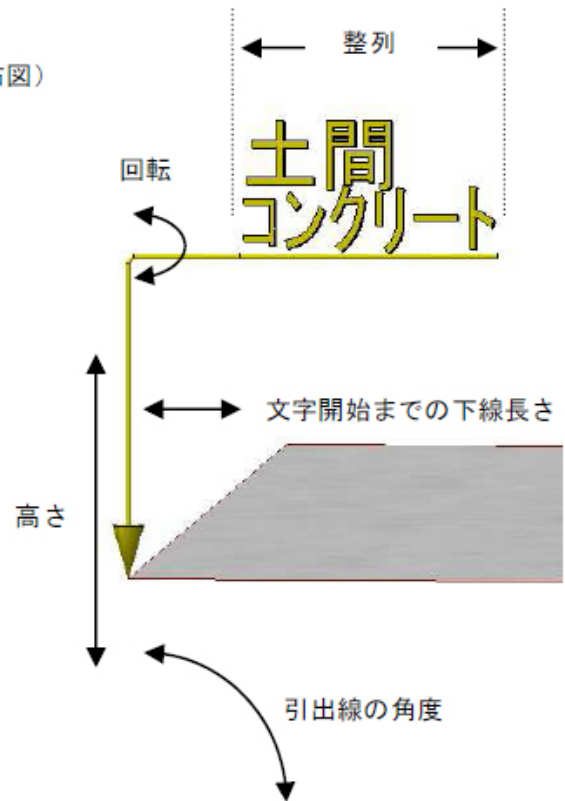 整列
図）
土間
コンクリート
回転
文字開始までの下線長さ
高さ
引出線の角度